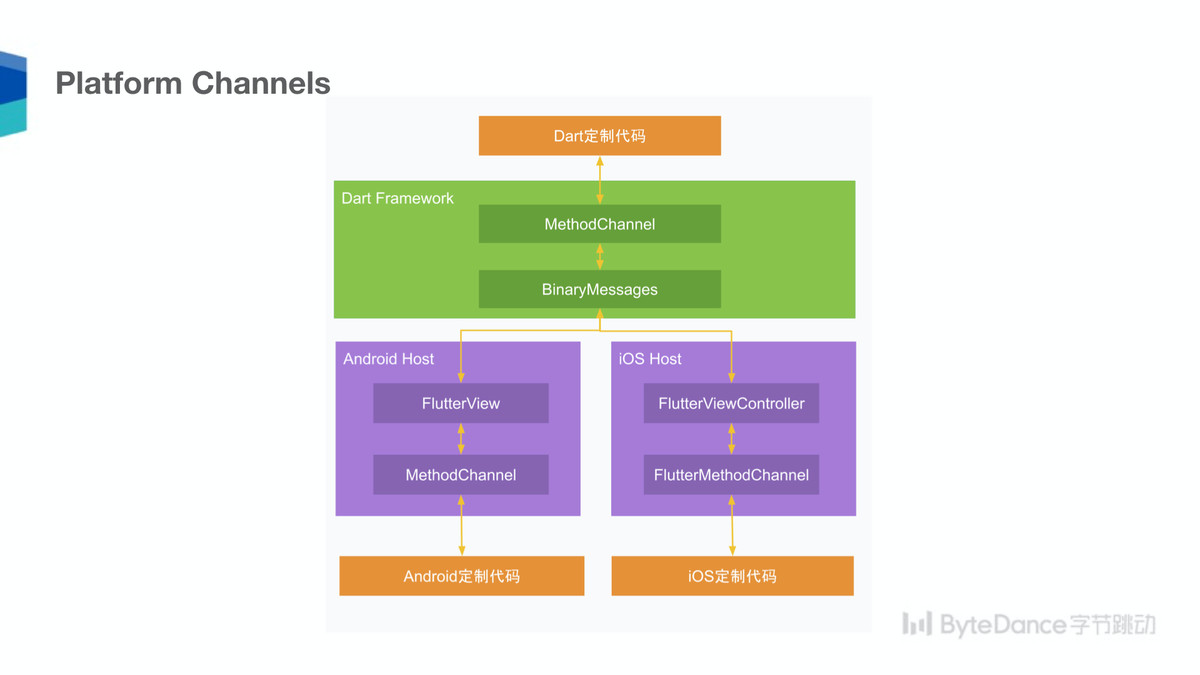 Platform Channels
Dart定制代码
Dart Framework
MethodChannel
BinaryMessages
Android Host
FlutterView
MethodChannel
iOS Host
FlutterViewController
FlutterMethodChannel
Android定制代码
iOS定制代码
ByteDance字节跳动